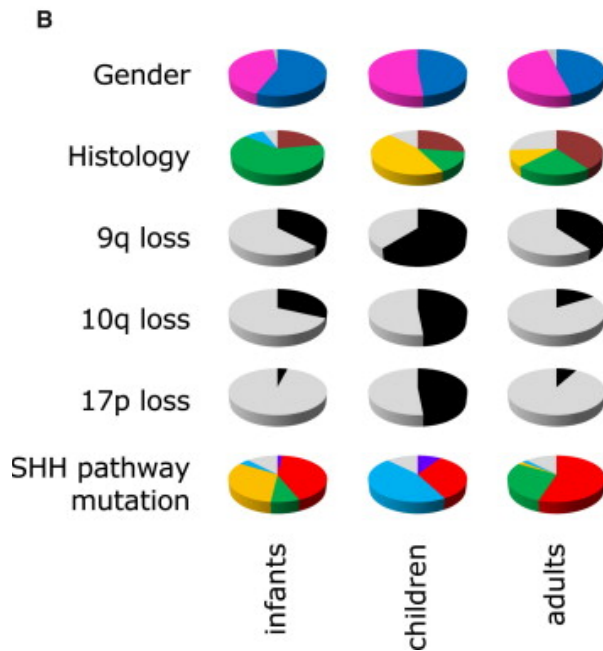 B
Gender
Histology
9q loss
10q loss
17p loss
SHH pathway
mutation
infants
children
adults